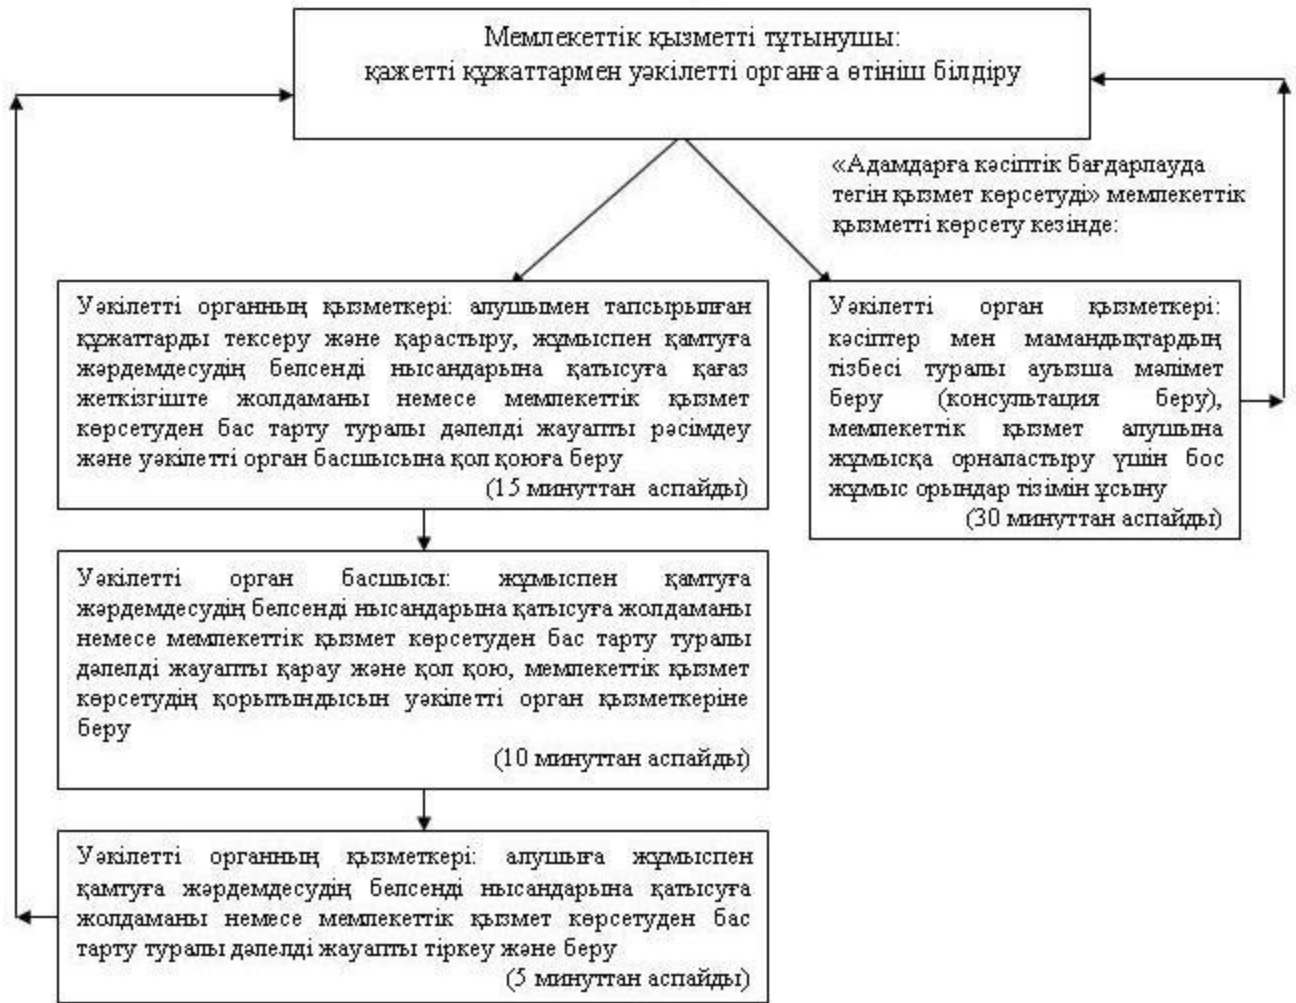 Мемлекеттік қызметті тұтынушы:
қажетті құжаттармен уәкілетті органға өтініш білдіру
«Адамдарға кәсіптік бағдарлауда
тегін қызмет көрсетуді» мемлекеттік
қызметті көрсету кезінде:
Уәкілетті органның қызметкері: алушымен тапсырылған
құжаттарды тексеру және қарастыру, жұмыспен қамтуға
жәрдемдесудің белсенді нысандарына қатысуға қағаз
жеткізгіште жолдаманы немесе мемлекеттік қызмет
көрсетуден бас тарту туралы дәлелді жауапты рәсімдеу
және уәкілетті орган басшысына қол қоюға беру
(15 минуттан аспайды)
Уәкілетті орган қызметкері:
кәсіптер мен мамандықтардың
тізбесі туралы ауызша мәлімет
беру (консультация беру),
мемлекеттік қызмет алушына
жұмысқа орналастыру үшін бос
жұмыс орындар тізімін ұсыну
(30 минуттан аспайды)
Уәкілетті орган басшысы: жұмыспен қамтуға
жәрдемдесудің белсенді нысандарына қатысуға жолдаманы
немесе мемлекеттік қызмет көрсетуден бас тарту туралы
дәлелді жауапты қарау және қол қою, мемлекеттік қызмет
көрсетудің қорытындысын уәкілетті орган қызметкеріне
беру
(10 минуттан аспайды)
Уәкілетті органның қызметкері: алушыға жұмыспен
қамтуға жәрдемдесудің белсенді нысандарына қатысуға
жолдаманы немесе мемлекеттік қызмет көрсетуден бас
тарту туралы дәлелді жауапты тіркеу және беру
(5 минуттан аспайды)